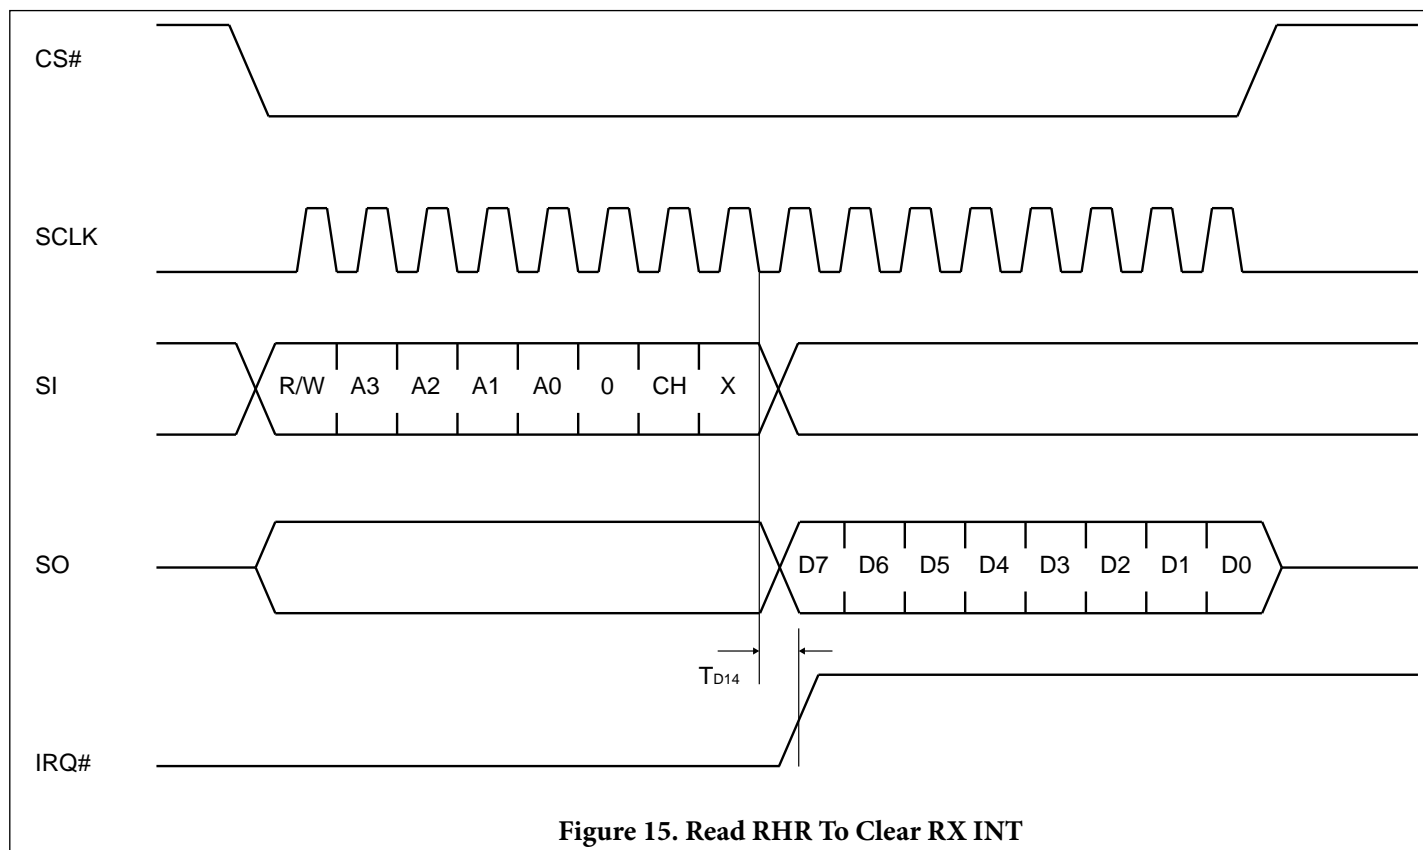 CS#
SCLK
SI
R/W A3 A2 A1 A0 0 CH X
SO
D7 D6 D5 D4 D3 D2 D1 D0
TD14
IRQ#
Figure 15. Read RHR To Clear RX INT